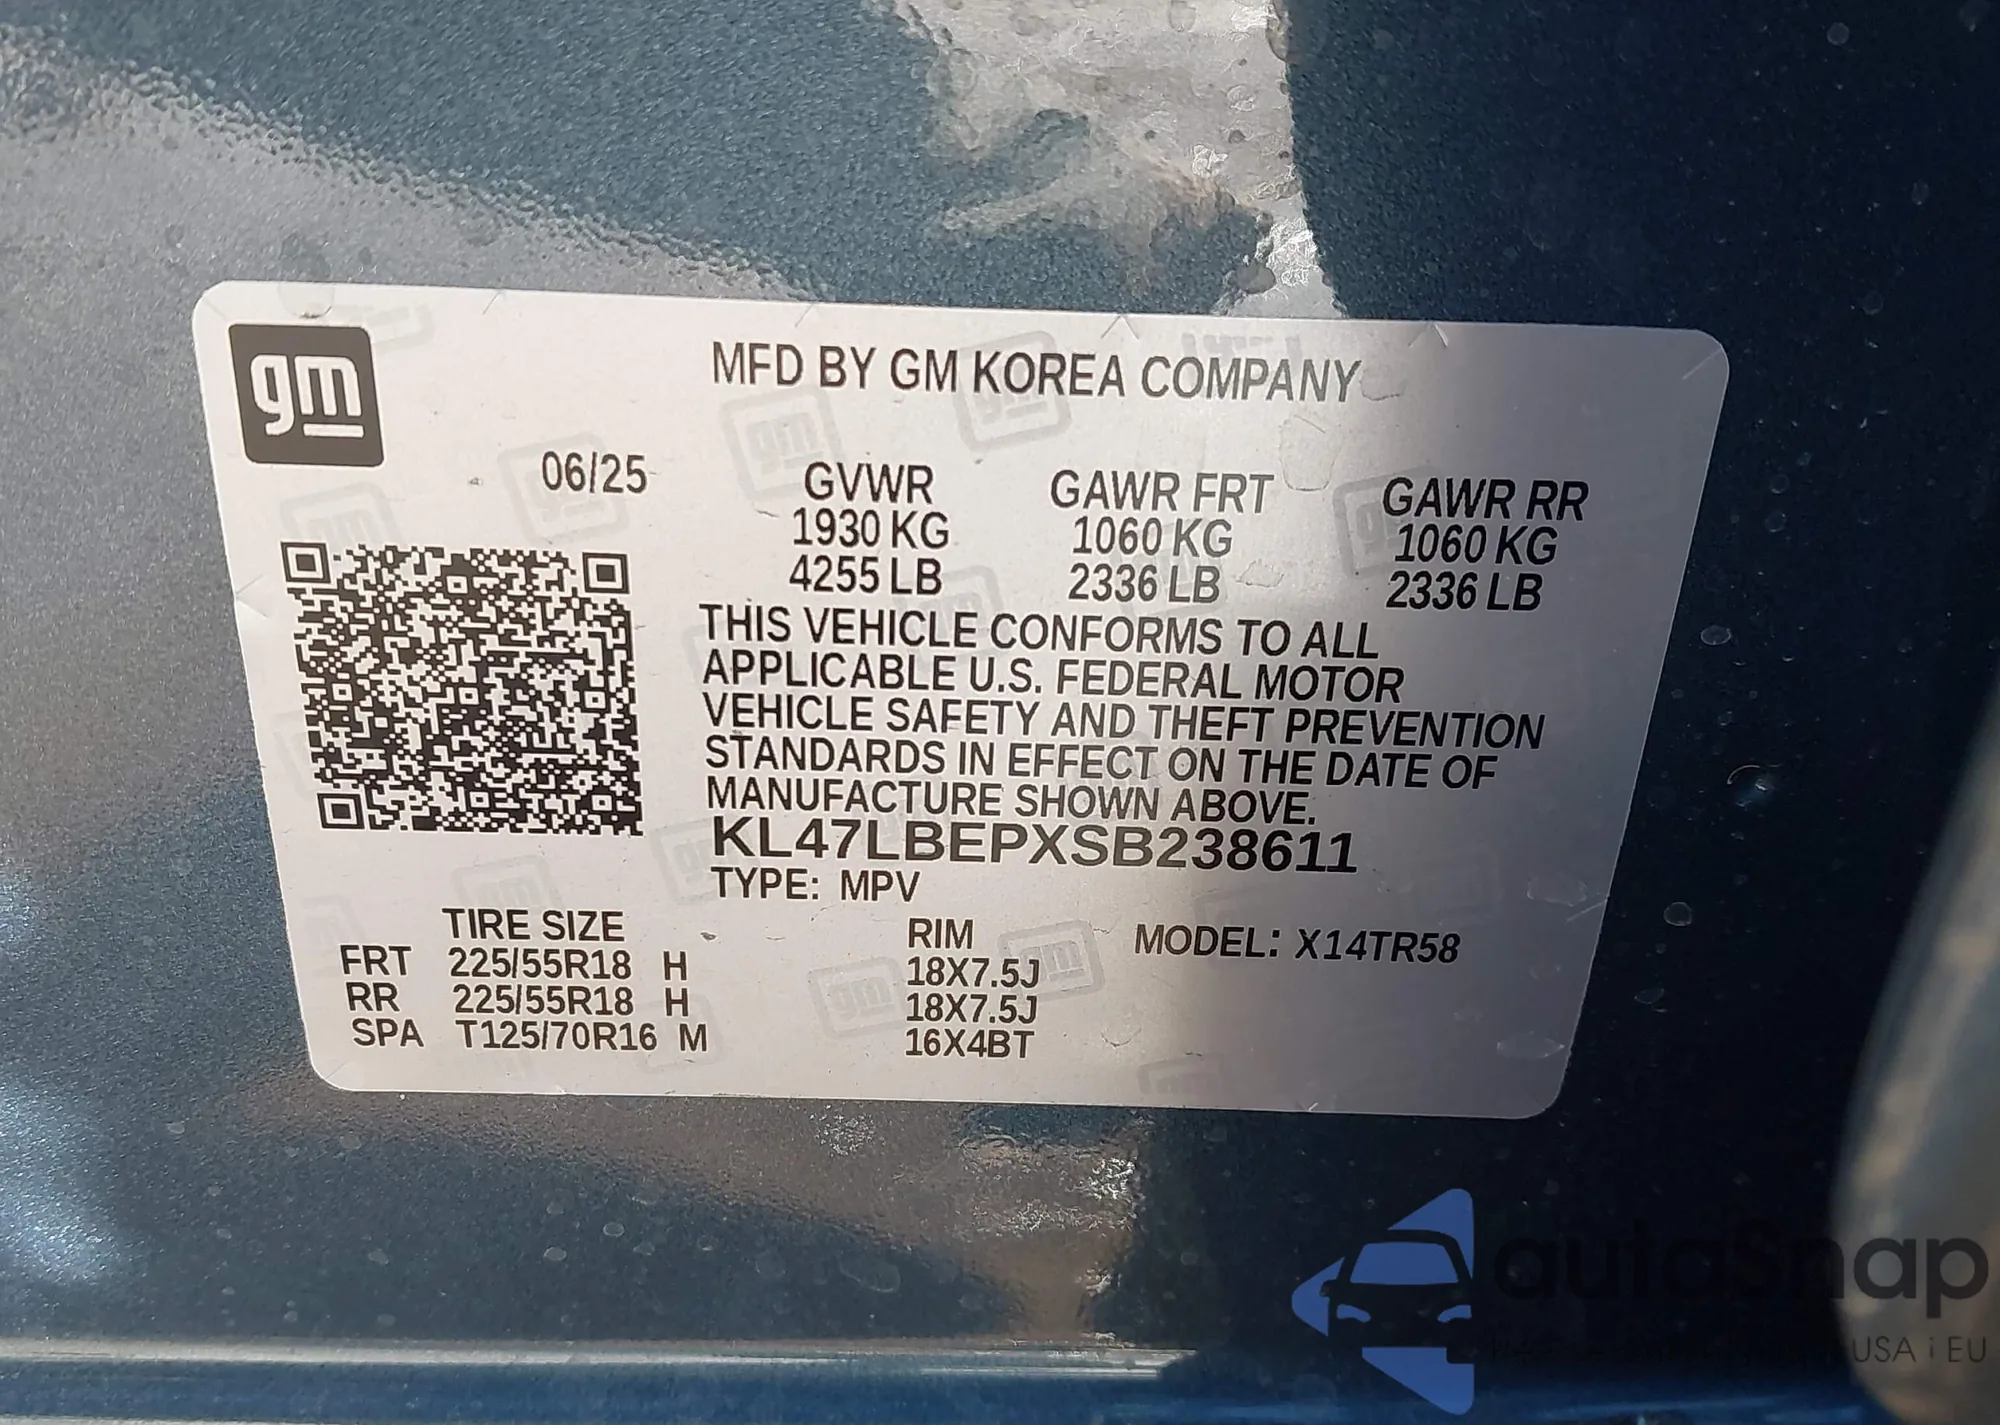 gm
MFD BY GM KOREA COMPANY
06/25
GVWR GAWR FRT GAWR RR
1930 KG 1060 KG 1060 KG
4255 LB 2336 LB 2336 LB
THIS VEHICLE CONFORMS TO ALL
APPLICABLE U.S. FEDERAL MOTOR
VEHICLE SAFETY AND THEFT PREVENTION
STANDARDS IN EFFECT ON THE DATE OF
MANUFACTURE SHOWN ABOVE.
KL47LBEPXSB238611
TYPE: MPV
TIRE SIZE RIM MODEL: X14TR58
FRT 225/55R18 H 18X7.5J
RR 225/55R18 H 18X7.5J
SPA T125/70R16 M 16X4BT
autaSnap
USA i EU